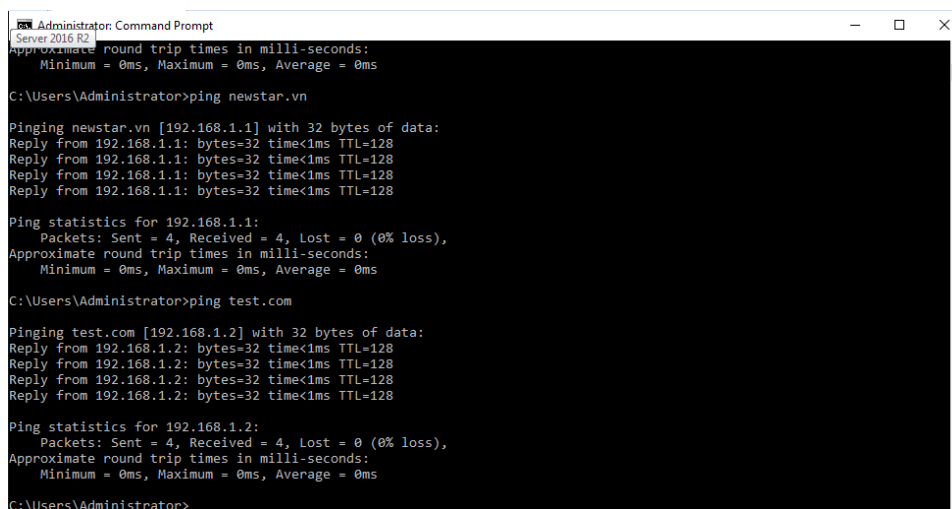 Administrator: Command Prompt
Server 2016 R2
Approximate round trip times in milli-seconds:
    Minimum = 0ms, Maximum = 0ms, Average = 0ms
C:\Users\Administrator>ping newstar.vn
Pinging newstar.vn [192.168.1.1] with 32 bytes of data:
Reply from 192.168.1.1: bytes=32 time<1ms TTL=128
Reply from 192.168.1.1: bytes=32 time<1ms TTL=128
Reply from 192.168.1.1: bytes=32 time<1ms TTL=128
Reply from 192.168.1.1: bytes=32 time<1ms TTL=128
Ping statistics for 192.168.1.1:
    Packets: Sent = 4, Received = 4, Lost = 0 (0% loss),
Approximate round trip times in milli-seconds:
    Minimum = 0ms, Maximum = 0ms, Average = 0ms
C:\Users\Administrator>ping test.com
Pinging test.com [192.168.1.2] with 32 bytes of data:
Reply from 192.168.1.2: bytes=32 time<1ms TTL=128
Reply from 192.168.1.2: bytes=32 time<1ms TTL=128
Reply from 192.168.1.2: bytes=32 time<1ms TTL=128
Reply from 192.168.1.2: bytes=32 time<1ms TTL=128
Ping statistics for 192.168.1.2:
    Packets: Sent = 4, Received = 4, Lost = 0 (0% loss),
Approximate round trip times in milli-seconds:
    Minimum = 0ms, Maximum = 0ms, Average = 0ms
C:\Users\Administrator>